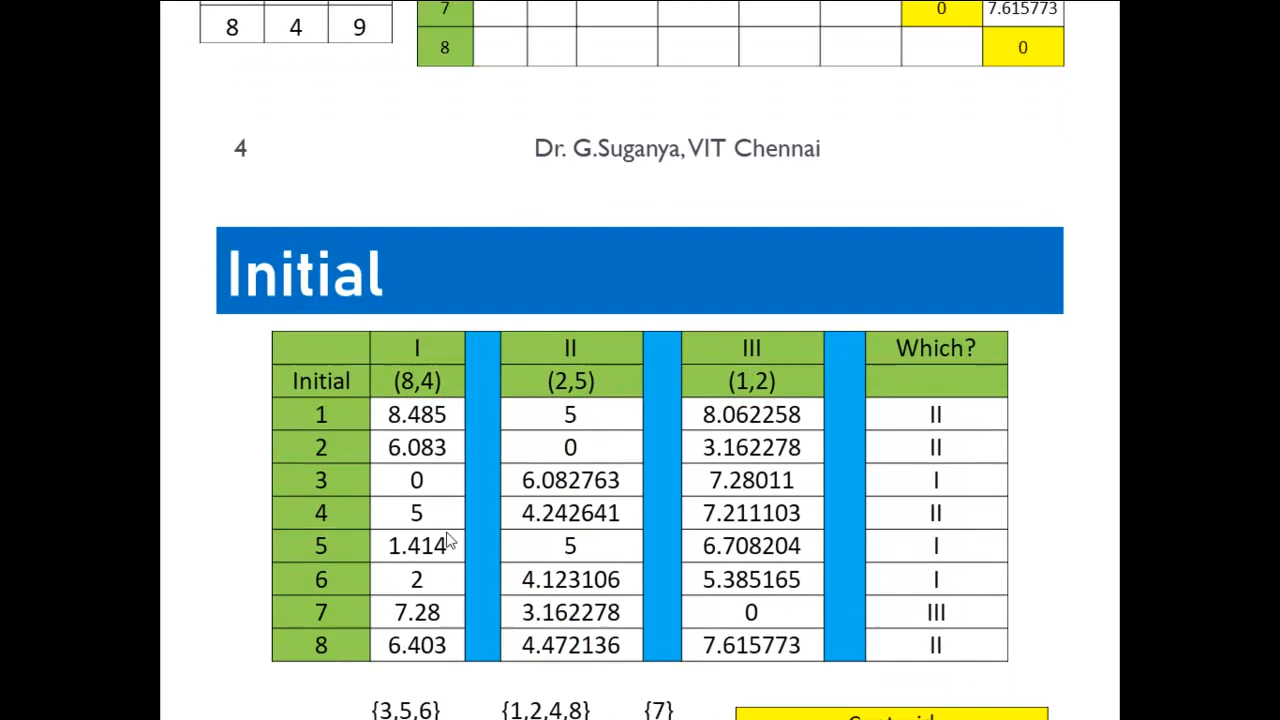 7 0 7.615773
8 4 9 8 0
4 Dr. G.Suganya, VIT Chennai
Initial
I II III Which?
Initial (8,4) (2,5) (1,2)
1 8.485 5 8.062258 II
2 6.083 0 3.162278 II
3 0 6.082763 7.28011 I
4 5 4.242641 7.211103 II
5 1.414 5 6.708204 I
6 2 4.123106 5.385165 I
7 7.28 3.162278 0 III
8 6.403 4.472136 7.615773 II
{3,5,6} {1,2,4,8} {7}